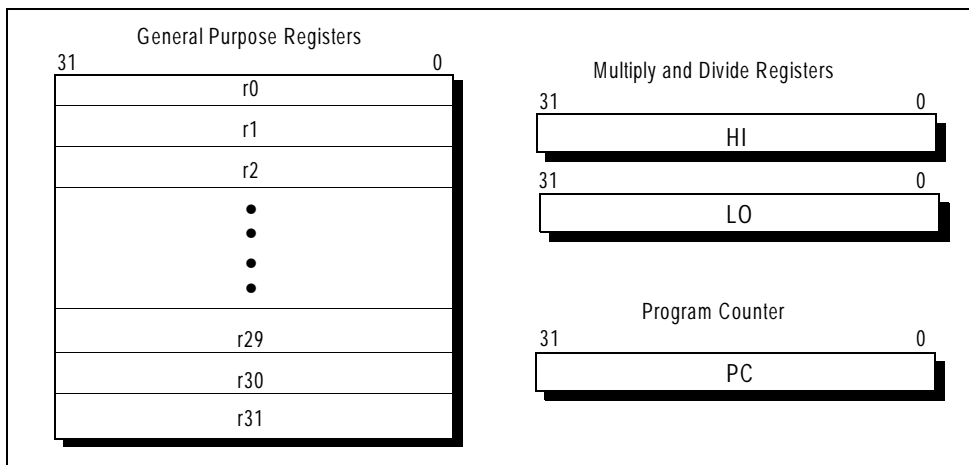 General Purpose Registers
31 0
r0
r1
r2
r29
r30
r31
Multiply and Divide Registers
31 0
HI
31 0
LO
Program Counter
31 0
PC